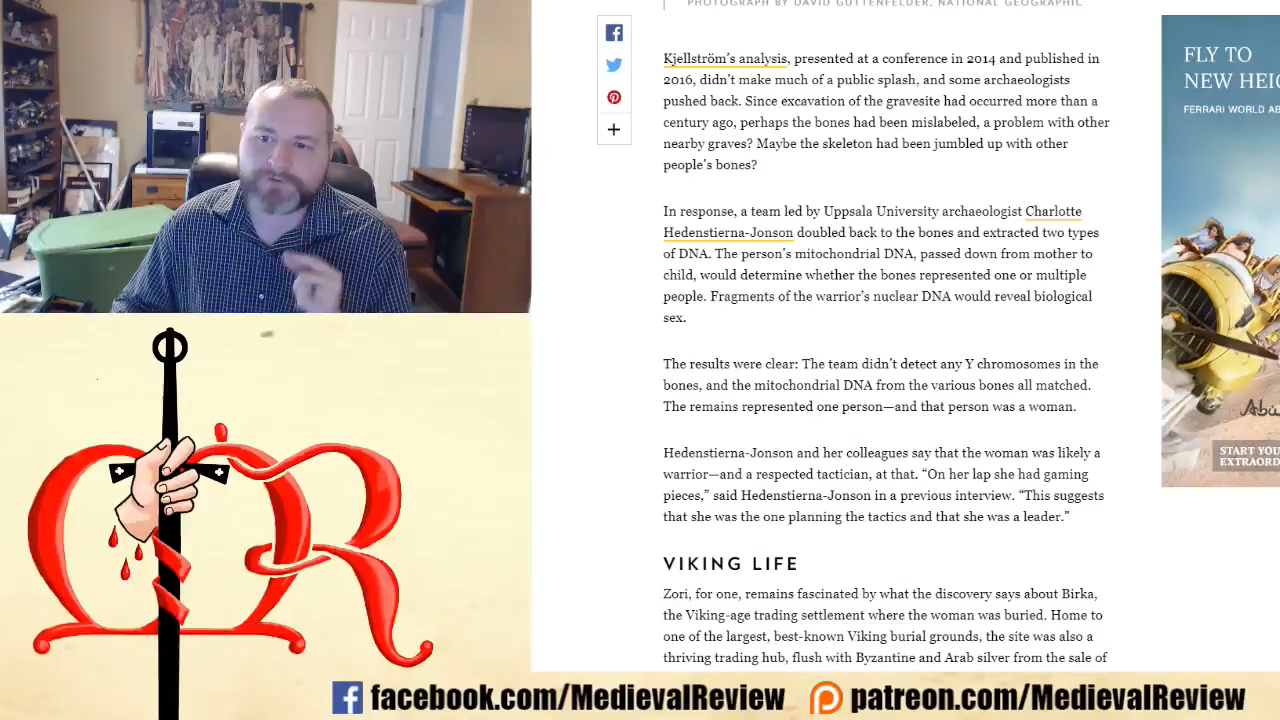 PHOTOGRAPH BY DAVID GUTTENFELDER, NATIONAL GEOGRAPHIC
Kjellström's analysis, presented at a conference in 2014 and published in
2016, didn't make much of a public splash, and some archaeologists
pushed back. Since excavation of the gravesite had occurred more than a
century ago, perhaps the bones had been mislabeled, a problem with other
nearby graves? Maybe the skeleton had been jumbled up with other
people's bones?
In response, a team led by Uppsala University archaeologist Charlotte
Hedenstierna-Jonson doubled back to the bones and extracted two types
of DNA. The person's mitochondrial DNA, passed down from mother to
child, would determine whether the bones represented one or multiple
people. Fragments of the warrior's nuclear DNA would reveal biological
sex.
The results were clear: The team didn't detect any Y chromosomes in the
bones, and the mitochondrial DNA from the various bones all matched.
The remains represented one person—and that person was a woman.
Hedenstierna-Jonson and her colleagues say that the woman was likely a
warrior—and a respected tactician, at that. “On her lap she had gaming
pieces,” said Hedenstierna-Jonson in a previous interview. “This suggests
that she was the one planning the tactics and that she was a leader.”
VIKING LIFE
Zori, for one, remains fascinated by what the discovery says about Birka,
the Viking-age trading settlement where the woman was buried. Home to
one of the largest, best-known Viking burial grounds, the site was also a
thriving trading hub, flush with Byzantine and Arab silver from the sale of
FLY TO
NEW HEIG
FERRARI WORLD AB
Abu
START YOU
EXTRAORD
MR
facebook.com/MedievalReview
patreon.com/MedievalReview